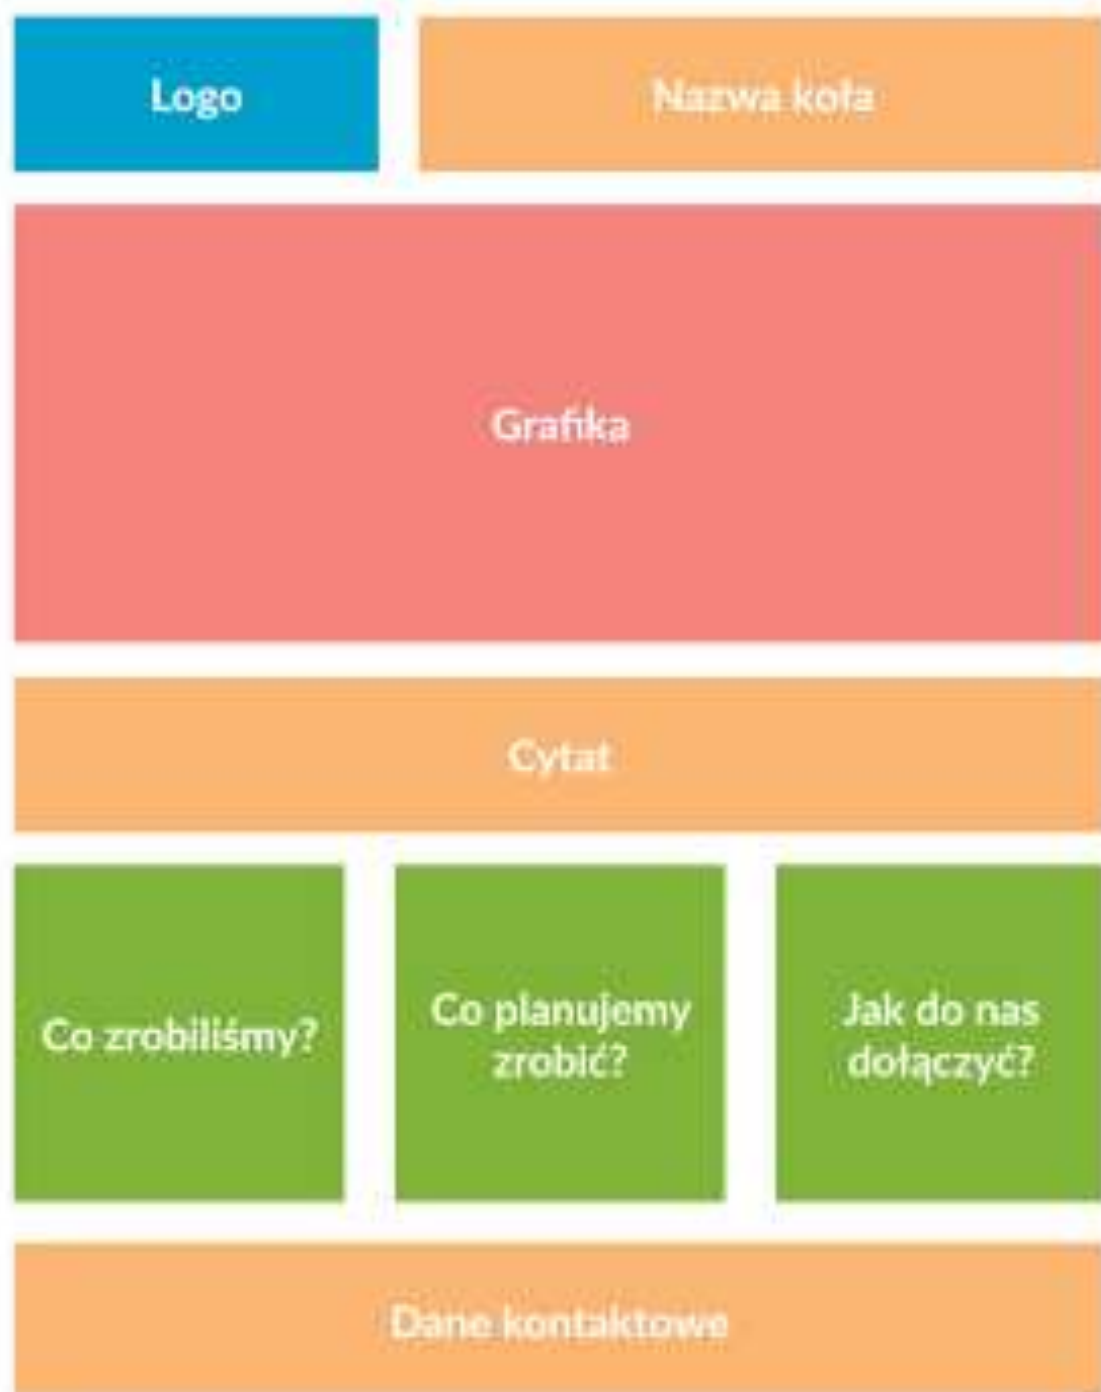 Logo
Nazwa koła
Grafika
Cytat
Co zrobiliśmy?
Co planujemy
zrobić?
Jak do nas
dołączyć?
Dane kontaktowe